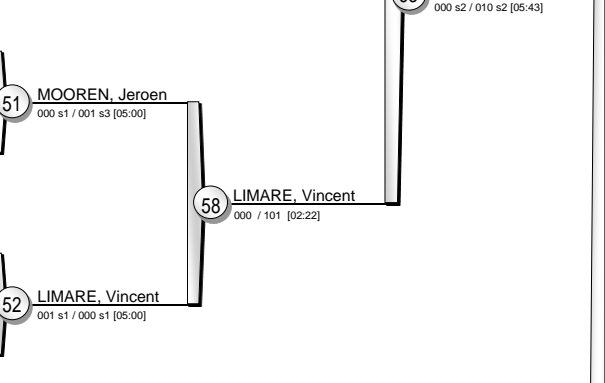 000 s2 / 010 s2 [05:43]
51
MOOREN, Jeroen
000 s1 / 001 s3 [05:00]
58
LIMARE, Vincent
000 / 101 [02:22]
52
LIMARE, Vincent
001 s1 / 000 s1 [05:00]